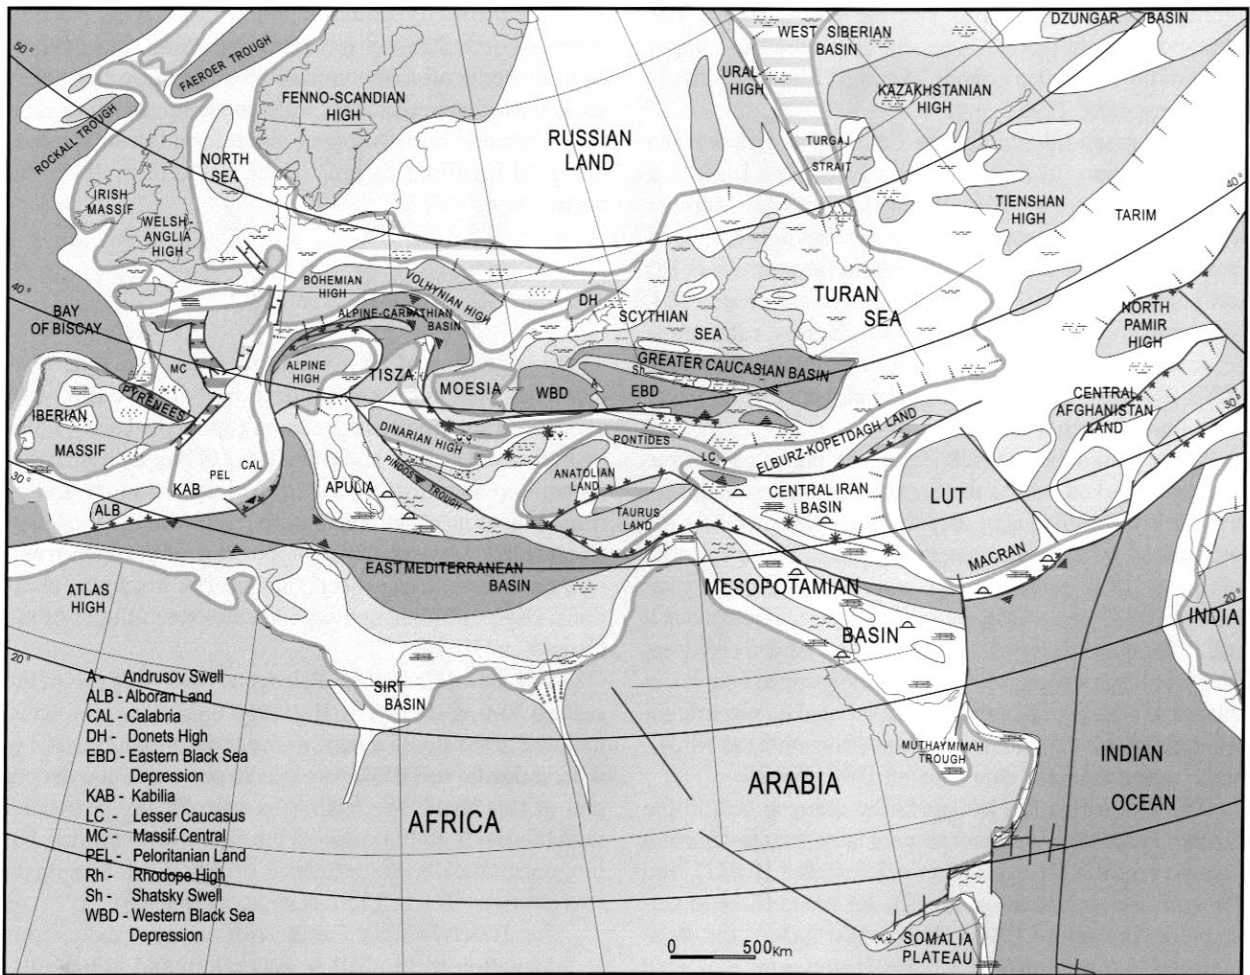 DZUNGAR BASIN
WEST SIBERIAN
BASIN
50°
FAEROER TROUGH
URAL-
HIGH
FENNO-SCANDIAN
HIGH
KAZAKHSTANIAN
HIGH
ROCKALL TROUGH
RUSSIAN
LAND
TURGAJ
STRAIT
NORTH
SEA
40°
IRISH
MASSIF
TIENSHAN
HIGH
TARIM
WELSH-
ANGLIA
HIGH
40°
BOHEMIAN
HIGH
VOLHYNIAN HIGH
TURAN
SEA
DH
BAY
OF BISCAY
ALPINE-CARPATHIAN
BASIN
SCYTHIAN
SEA
NORTH
PAMIR
HIGH
MC
ALPINE
HIGH
TISZA
GREATER CAUCASIAN BASIN
Sh
MOESIA
WBD
A
EBD
PYRENEES
CENTRAL
AFGHANISTAN
LAND
30°
IBERIAN
MASSIF
DINARIAN HIGH
PONTIDES
ELBURZ-KOPETDAGH LAND
LC
?
CAL
PEL
KAB
30°
PINDOS TROUGH
APULIA
ANATOLIAN
LAND
CENTRAL IRAN
BASIN
LUT
ALB
TAURUS
LAND
MACRAN
EAST MEDITERRANEAN
BASIN
ATLAS
HIGH
MESOPOTAMIAN
BASIN
20°
INDIA
20°
SIRT
BASIN
A - Andrusov Swell
ALB - Alboran Land
CAL - Calabria
DH - Donets High
EBD - Eastern Black Sea
Depression
KAB - Kabilia
LC - Lesser Caucasus
MC - Massif Central
PEL - Peloritanian Land
Rh - Rhodope High
Sh - Shatsky Swell
WBD - Western Black Sea
Depression
MUTHAYMIMAH
TROUGH
AFRICA
ARABIA
INDIAN
OCEAN
0 500Km
SOMALIA
PLATEAU